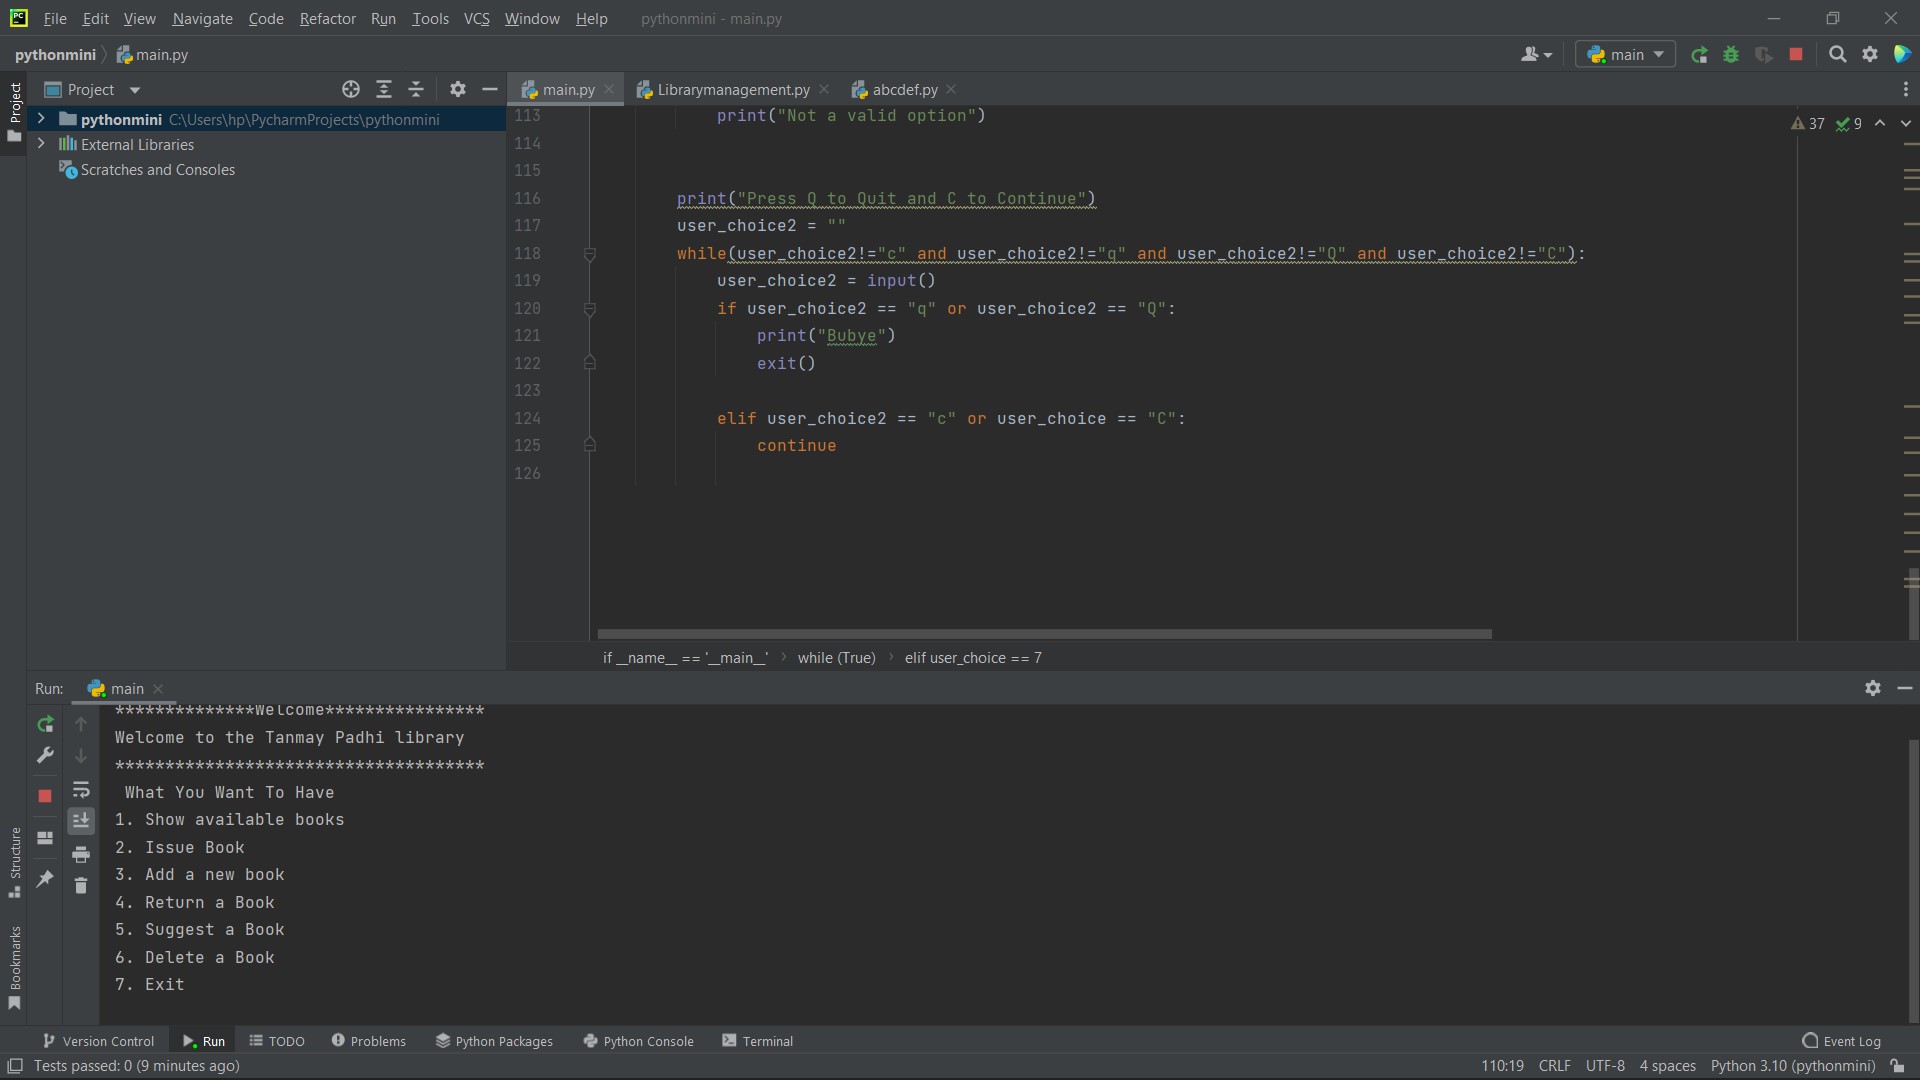 PC File Edit View Navigate Code Refactor Run Tools VCS Window Help pythonmini - main.py
pythonmini main.py main
Project
Project
main.py Librarymanagement.py abcdef.py
pythonmini C:\Users\hp\PycharmProjects\pythonmini
External Libraries
Scratches and Consoles
37 9
113 print("Not a valid option")
114
115
116 print("Press Q to Quit and C to Continue")
117 user_choice2 = ""
118 while(user_choice2!="c" and user_choice2!="q" and user_choice2!="Q" and user_choice2!="C"):
119 user_choice2 = input()
120 if user_choice2 == "q" or user_choice2 == "Q":
121 print("Bubye")
122 exit()
123
124 elif user_choice2 == "c" or user_choice == "C":
125 continue
126
if __name__ == '__main__' while (True) elif user_choice == 7
Run: main
**************Welcome****************
Welcome to the Tanmay Padhi library
*************************************
What You Want To Have
1. Show available books
2. Issue Book
3. Add a new book
4. Return a Book
5. Suggest a Book
6. Delete a Book
7. Exit
Structure
Bookmarks
Version Control Run TODO Problems Python Packages Python Console Terminal Event Log
Tests passed: 0 (9 minutes ago) 110:19 CRLF UTF-8 4 spaces Python 3.10 (pythonmini)